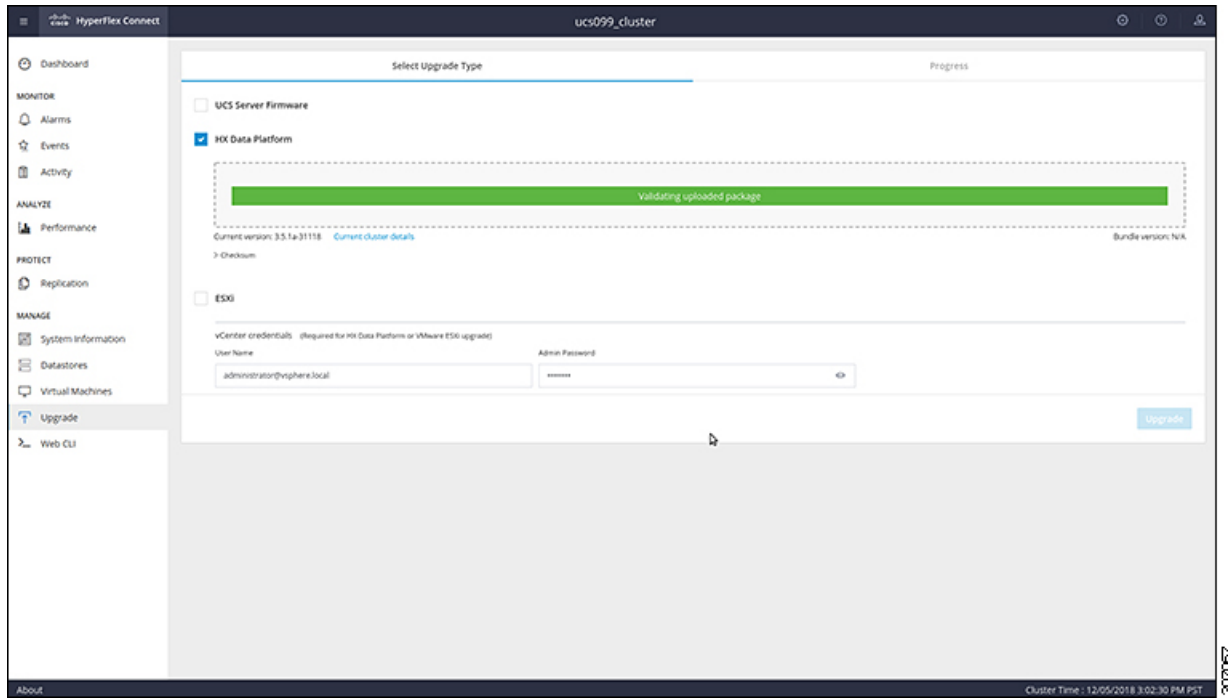 cisco HyperFlex Connect
ucs099_cluster
Dashboard
MONITOR
Alarms
Events
Activity
ANALYZE
Performance
PROTECT
Replication
MANAGE
System Information
Datastores
Virtual Machines
Upgrade
Web CLI
Select Upgrade Type
Progress
UCS Server Firmware
HX Data Platform
Validating uploaded package
Current version: 3.5.1a-31118 Current cluster details
Bundle version: N/A
Checksum
ESXi
vCenter credentials (Required for HX Data Platform or VMware ESXi upgrade)
User Name
Admin Password
administrator@vsphere.local
Upgrade
About
Cluster Time : 12/05/2018 3:02:30 PM PST